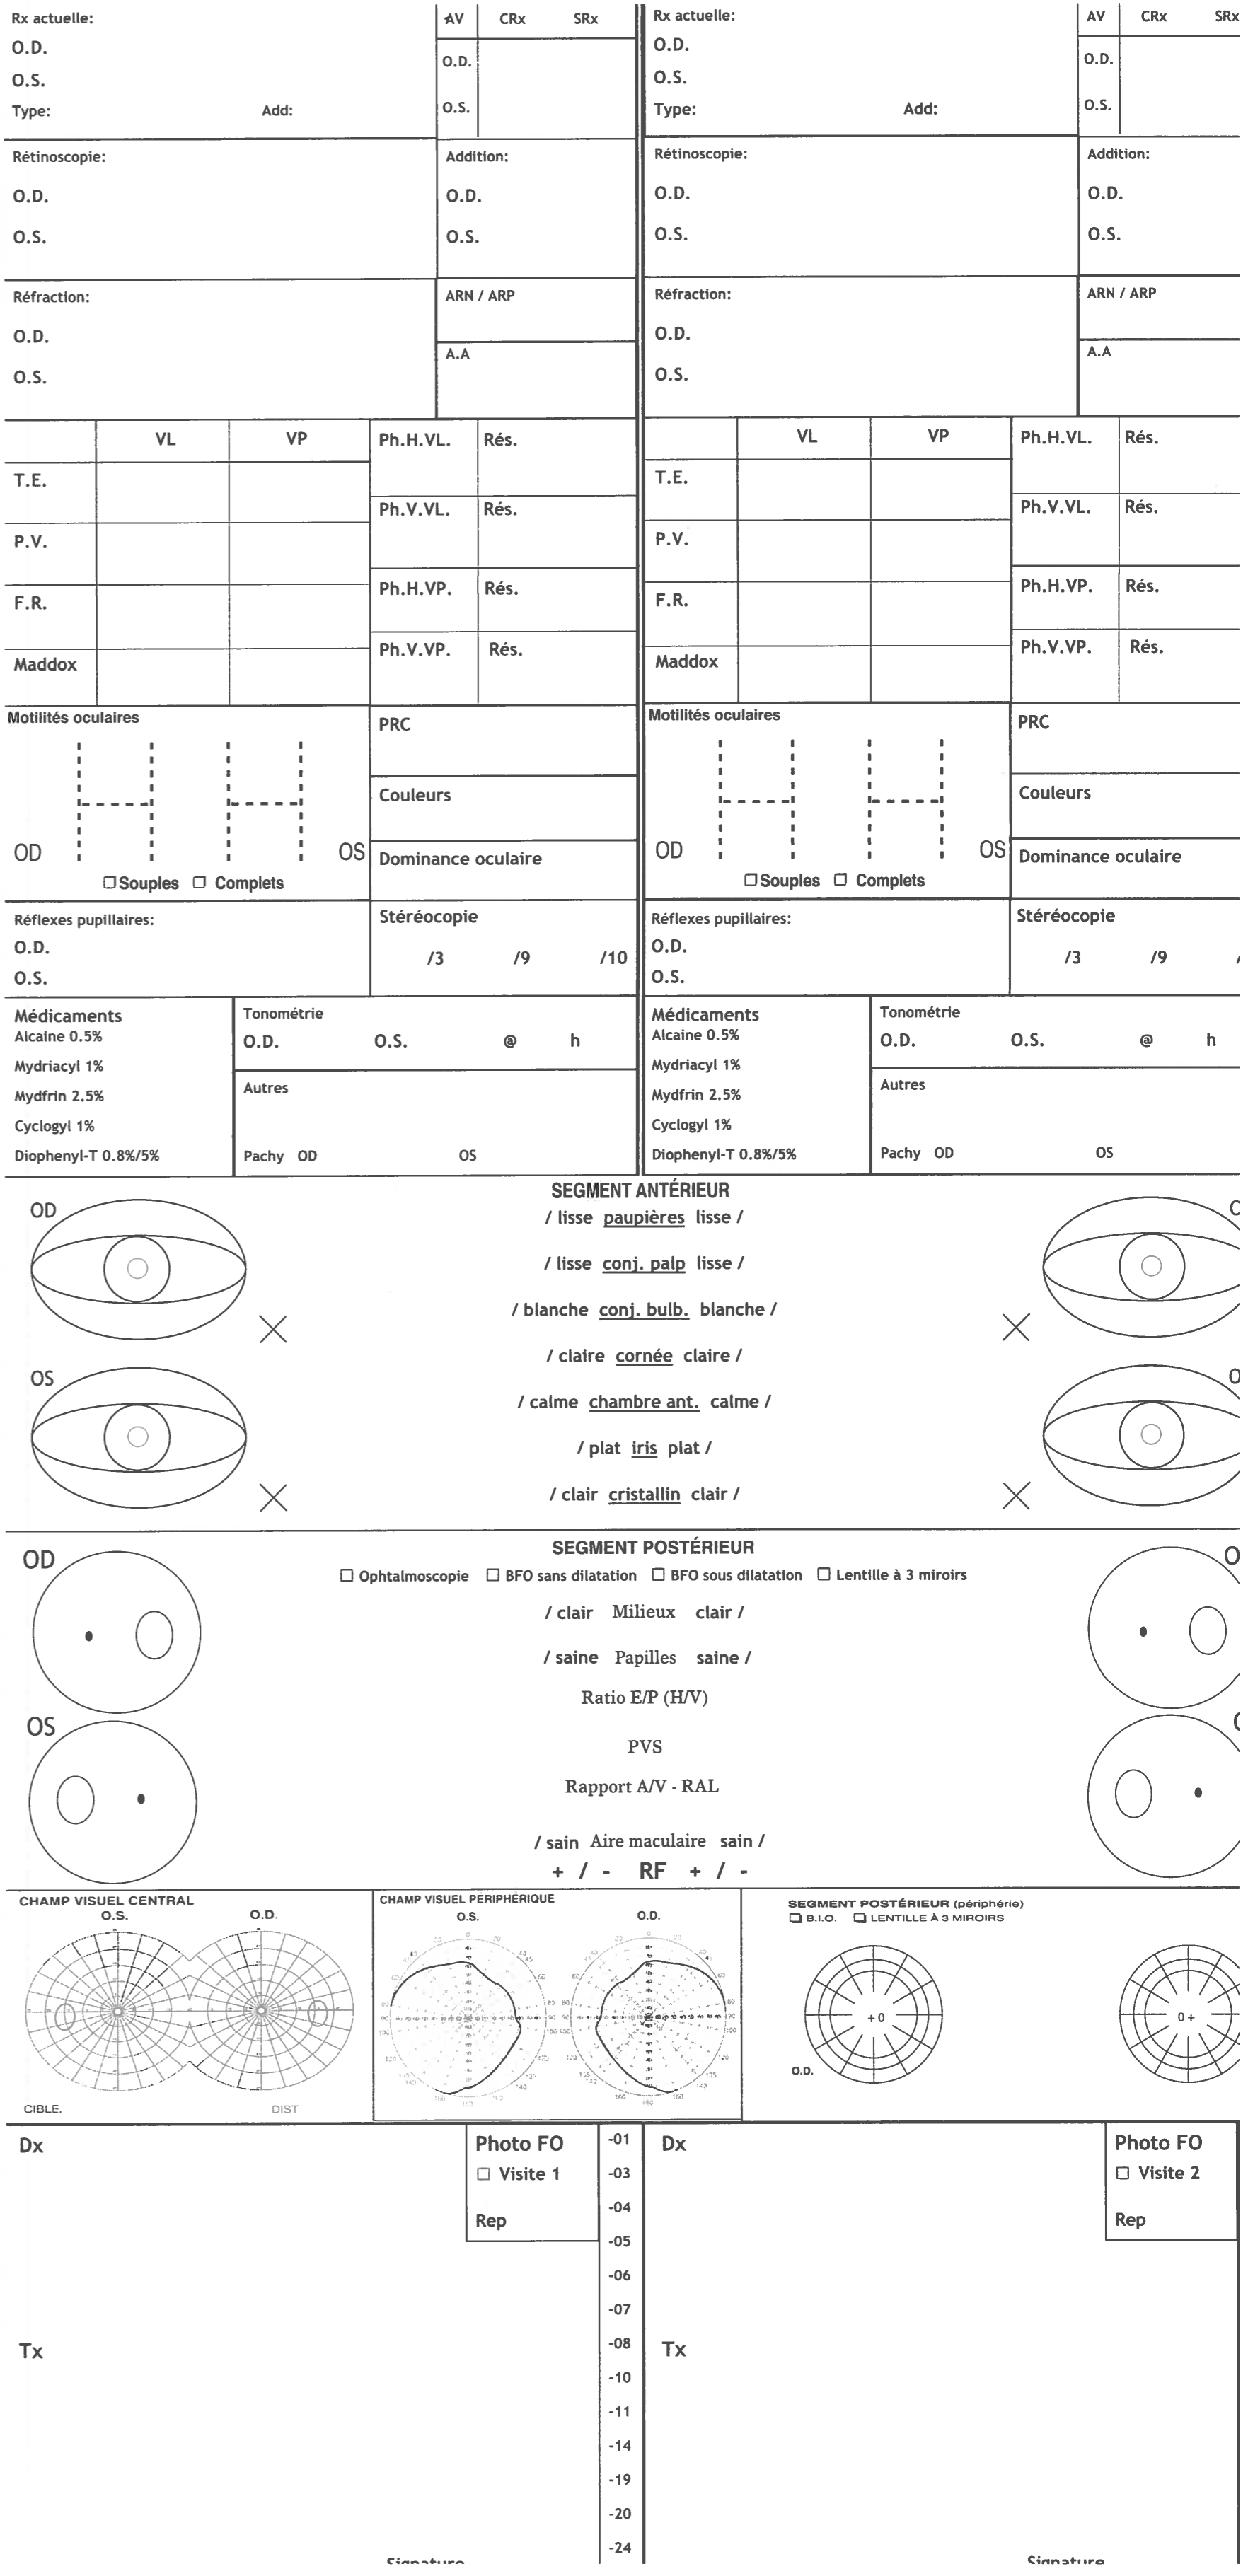 Rx actuelle:
AV CRx SRx
O.D.
O.D.
O.S.
O.S.
Type: Add:
Rétinoscopie:
O.D.
O.S.
Addition:
O.D.
O.S.
Réfraction:
O.D.
O.S.
ARN / ARP
A.A
VL VP
T.E.
P.V.
F.R.
Maddox
Ph.H.VL. Rés.
Ph.V.VL. Rés.
Ph.H.VP. Rés.
Ph.V.VP. Rés.
Motilités oculaires
OD OS
Souples Complets
PRC
Couleurs
Dominance oculaire
Réflexes pupillaires:
O.D.
O.S.
Stéréocopie
/3 /9 /10
Médicaments
Alcaine 0.5%
Mydriacyl 1%
Mydfrin 2.5%
Cyclogyl 1%
Diophenyl-T 0.8%/5%
Tonométrie
O.D. O.S. @ h
Autres
Pachy OD OS
Rx actuelle:
AV CRx SRx
O.D.
O.D.
O.S.
O.S.
Type: Add:
Rétinoscopie:
O.D.
O.S.
Addition:
O.D.
O.S.
Réfraction:
O.D.
O.S.
ARN / ARP
A.A
VL VP
T.E.
P.V.
F.R.
Maddox
Ph.H.VL. Rés.
Ph.V.VL. Rés.
Ph.H.VP. Rés.
Ph.V.VP. Rés.
Motilités oculaires
OD OS
Souples Complets
PRC
Couleurs
Dominance oculaire
Réflexes pupillaires:
O.D.
O.S.
Stéréocopie
/3 /9
Médicaments
Alcaine 0.5%
Mydriacyl 1%
Mydfrin 2.5%
Cyclogyl 1%
Diophenyl-T 0.8%/5%
Tonométrie
O.D. O.S. @ h
Autres
Pachy OD OS
SEGMENT ANTÉRIEUR
OD
/ lisse paupières lisse /
/ lisse conj. palp lisse /
/ blanche conj. bulb. blanche /
/ claire cornée claire /
OS
/ calme chambre ant. calme /
/ plat iris plat /
/ clair cristallin clair /
SEGMENT POSTÉRIEUR
OD
Ophtalmoscopie BFO sans dilatation BFO sous dilatation Lentille à 3 miroirs
/ clair Milieux clair /
/ saine Papilles saine /
Ratio E/P (H/V)
OS
PVS
Rapport A/V - RAL
/ sain Aire maculaire sain /
+ / - RF + / -
CHAMP VISUEL CENTRAL
O.S. O.D.
CIBLE. DIST
CHAMP VISUEL PERIPHÉRIQUE
O.S. O.D.
SEGMENT POSTÉRIEUR (périphérie)
B.I.O. LENTILLE À 3 MIROIRS
+ 0 0 +
O.D.
Dx
Photo FO
Visite 1
Rep
Tx
Signature
-01
-03
-04
-05
-06
-07
-08
-10
-11
-14
-19
-20
-24
Dx
Photo FO
Visite 2
Rep
Tx
Signature